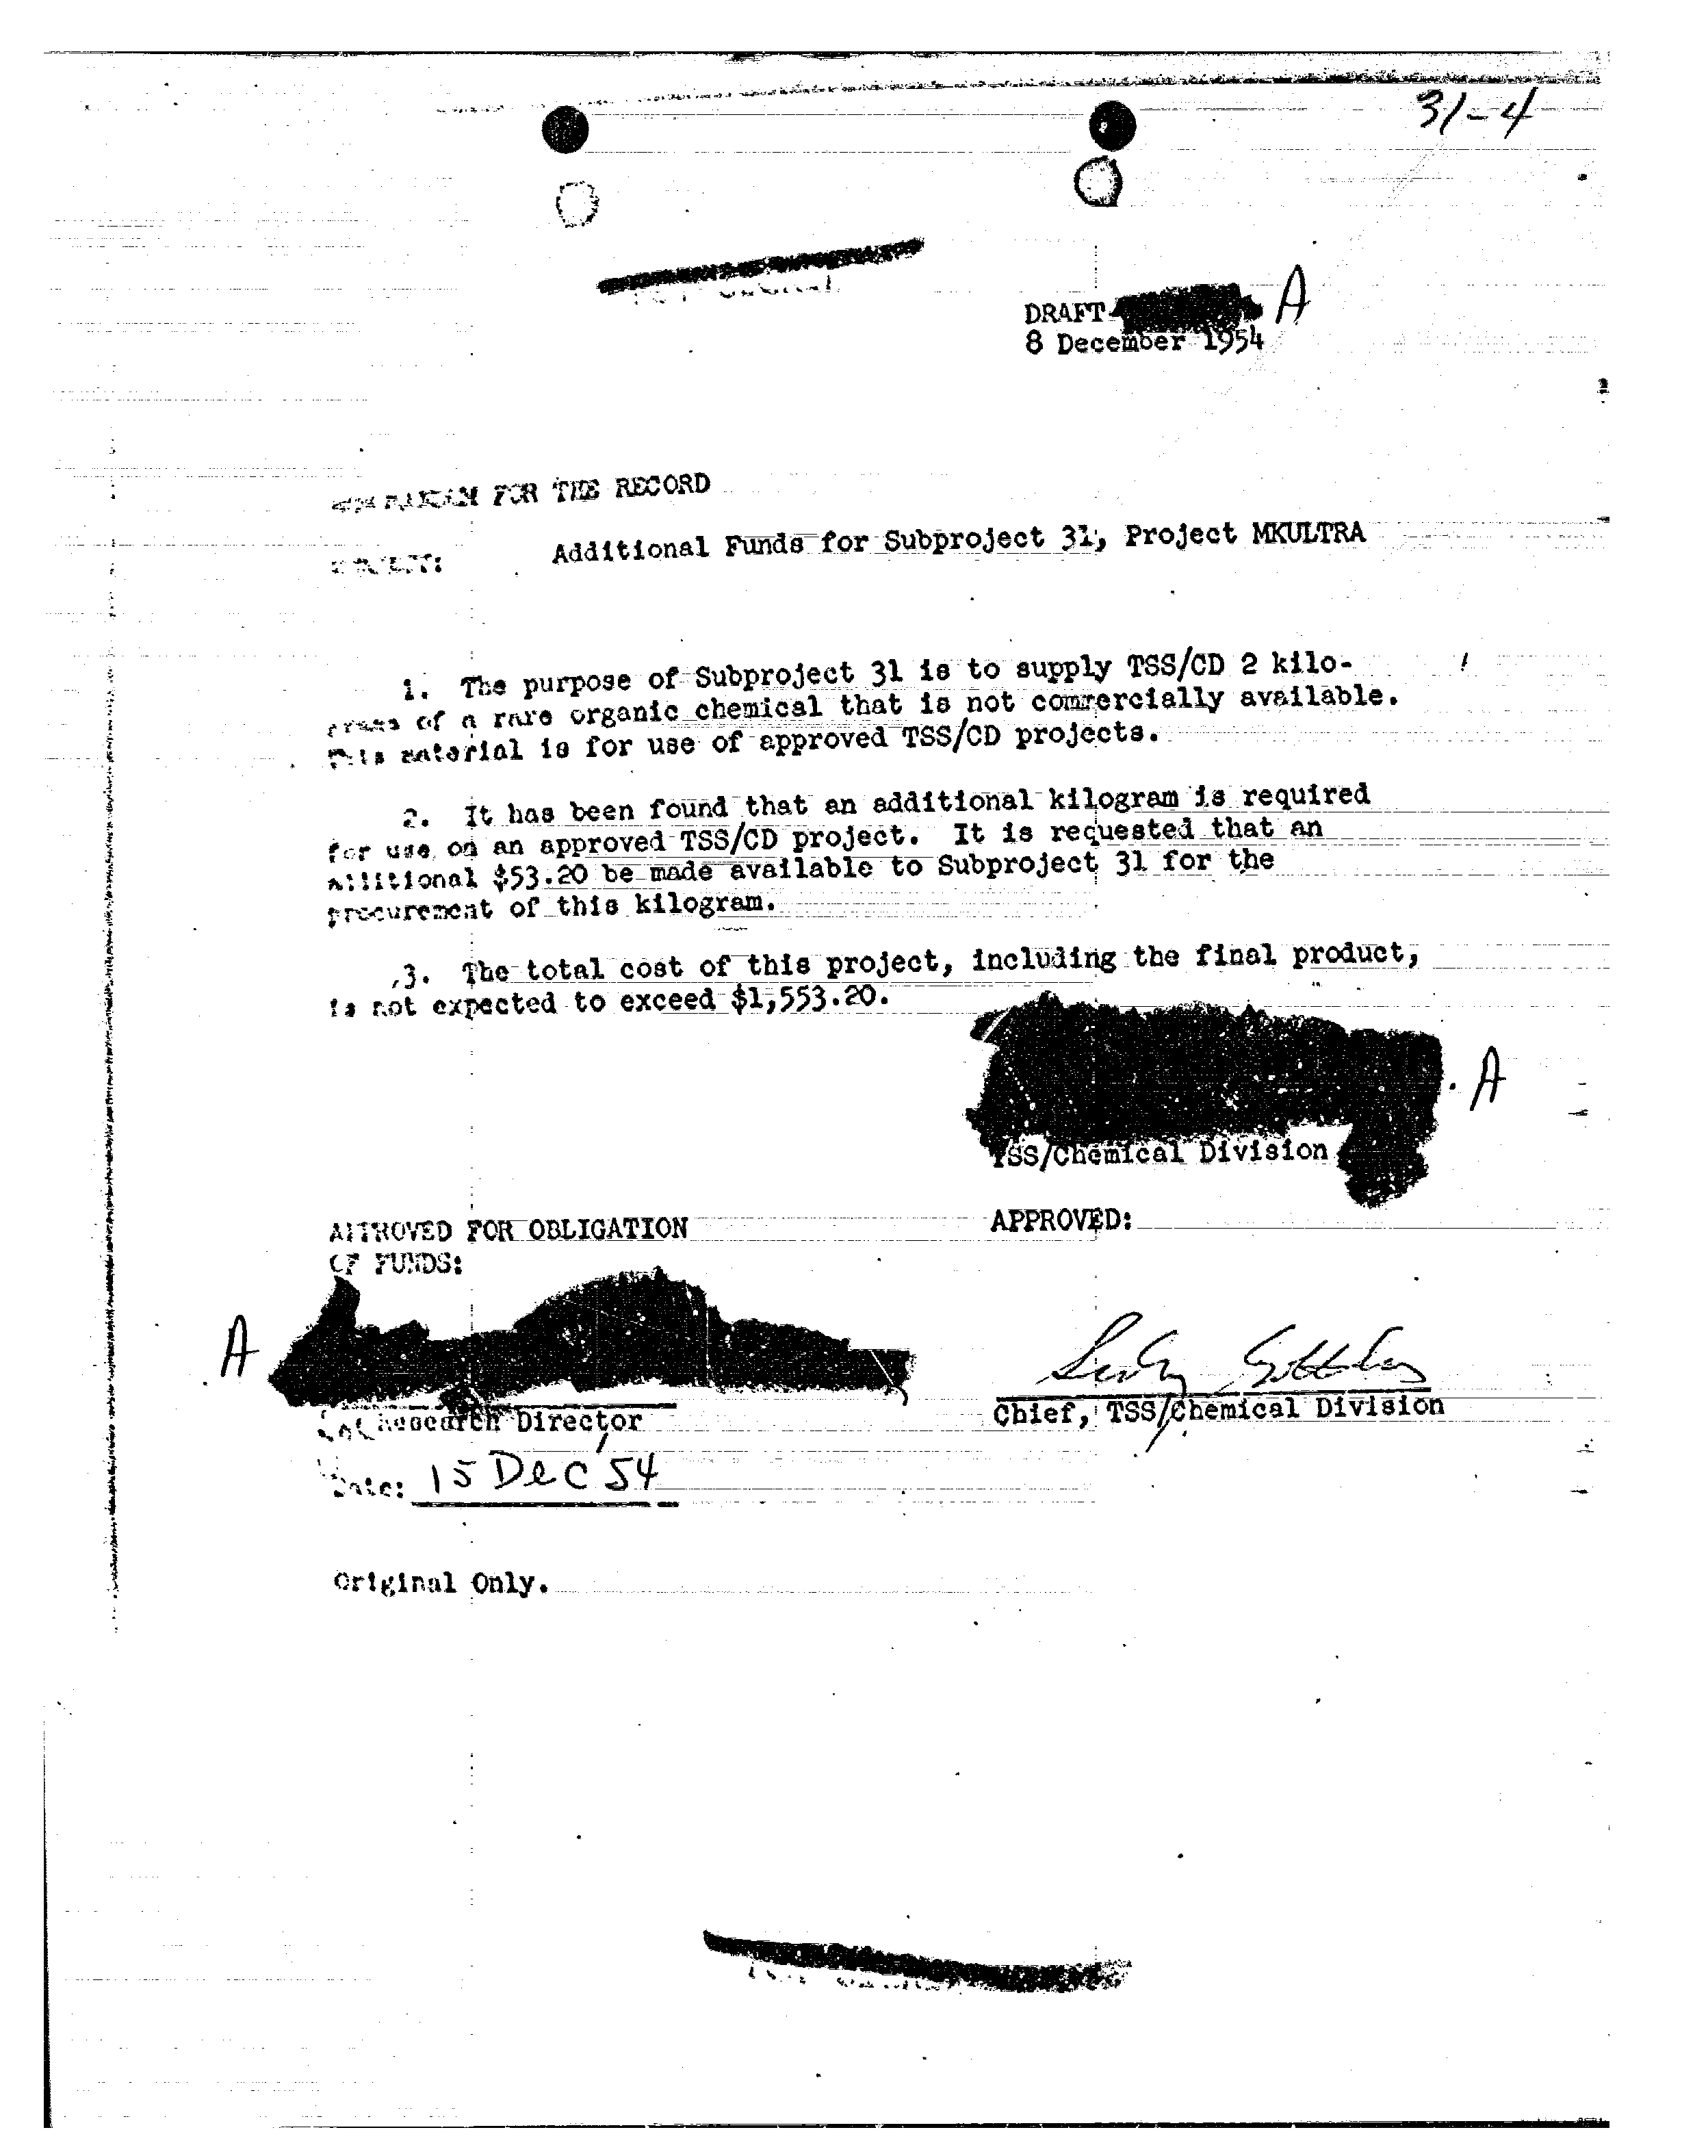 31-4
DRAFT A
8 December 1954
MEMORANDUM FOR THE RECORD
SUBJECT: Additional Funds for Subproject 31, Project MKULTRA
1. The purpose of Subproject 31 is to supply TSS/CD 2 kilo-
grams of a rare organic chemical that is not commercially available.
This material is for use of approved TSS/CD projects.
2. It has been found that an additional kilogram is required
for use on an approved TSS/CD project. It is requested that an
additional $53.20 be made available to Subproject 31 for the
procurement of this kilogram.
3. The total cost of this project, including the final product,
is not expected to exceed $1,553.20.
A
TSS/Chemical Division
APPROVED FOR OBLIGATION
OF FUNDS:
APPROVED:
A
Research Director
Chief, TSS/Chemical Division
Date: 15 Dec 54
Original Only.